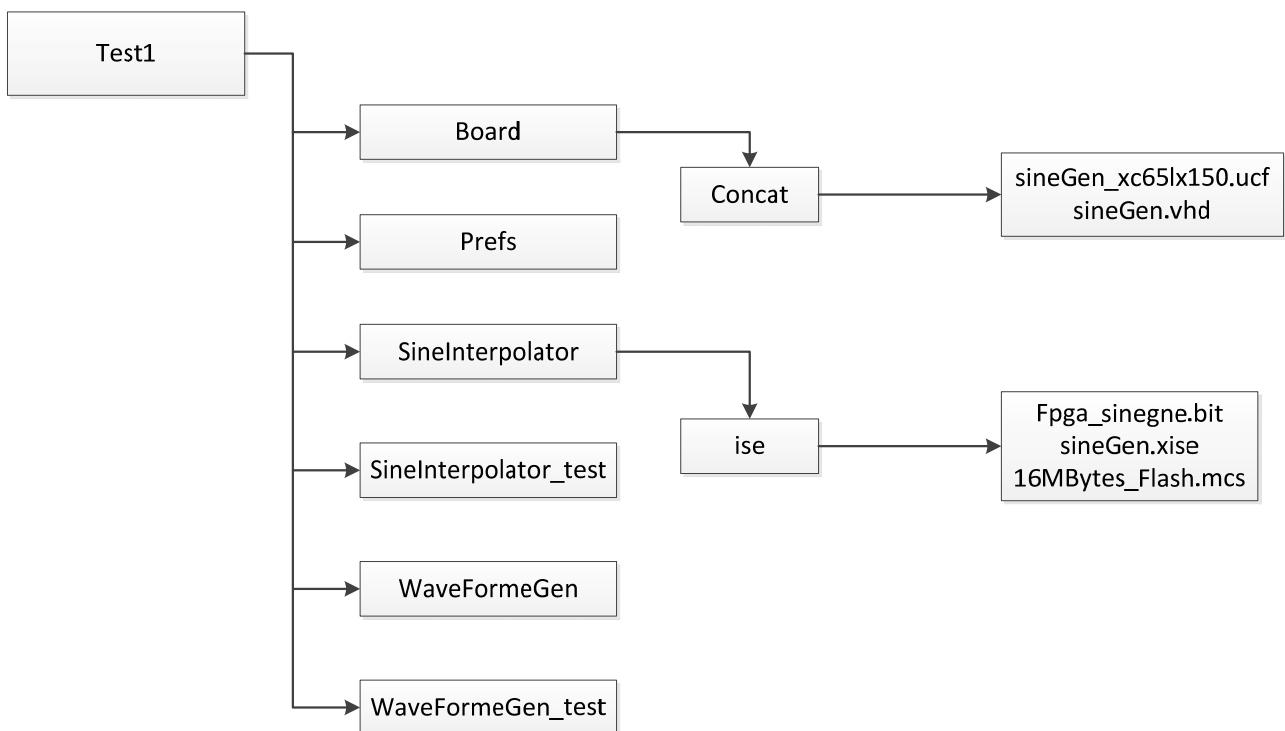 Test1
Board
Concat
sineGen_xc65lx150.ucf
sineGen.vhd
Prefs
SineInterpolator
ise
Fpga_sinegne.bit
sineGen.xise
16MBytes_Flash.mcs
SineInterpolator_test
WaveFormeGen
WaveFormeGen_test